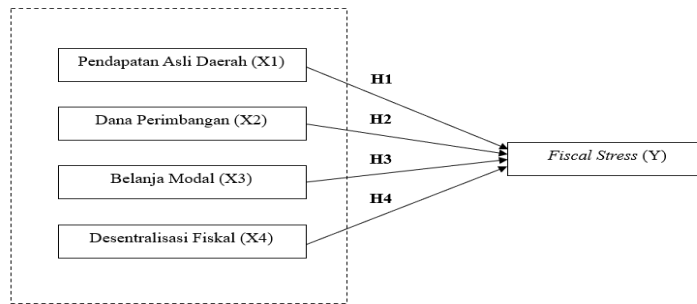 Pendapatan Asli Daerah (X1)
H1
Dana Perimbangan (X2)
H2
Fiscal Stress (Y)
H3
Belanja Modal (X3)
H4
Desentralisasi Fiskal (X4)